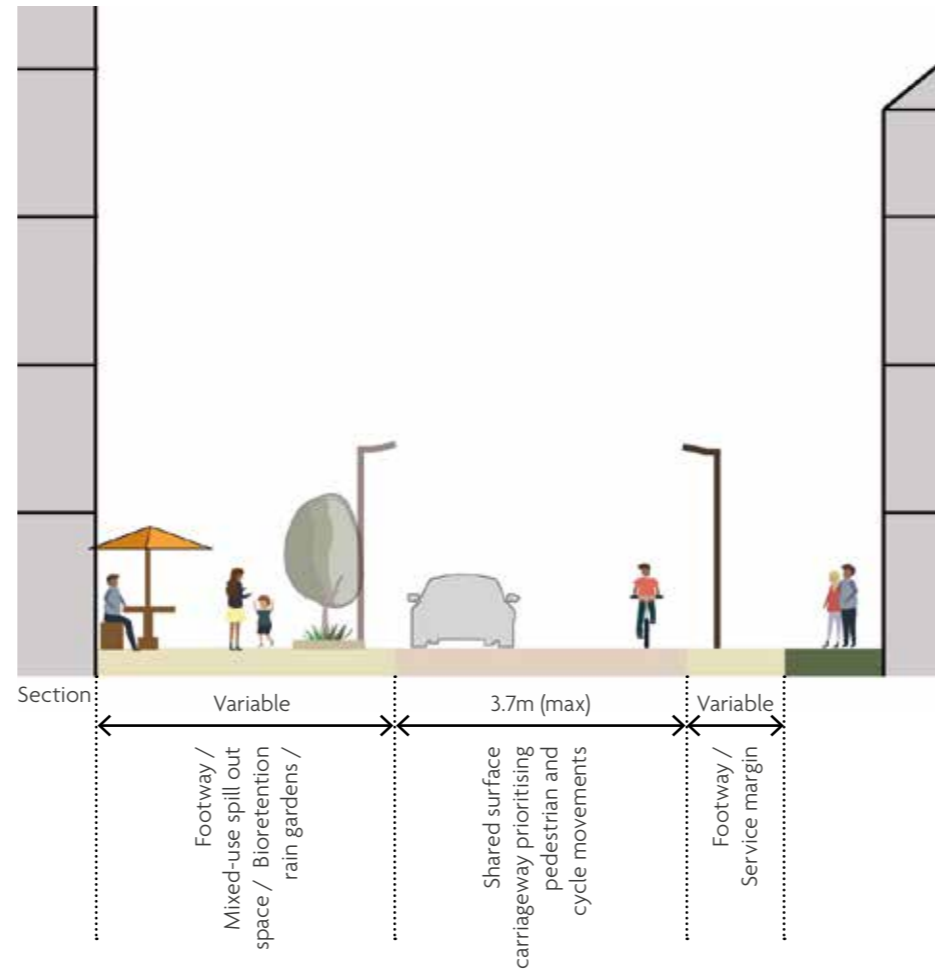 Section
Variable
3.7m (max)
Variable
Footway /
Mixed-use spill out
space / Bioretention
rain gardens /
Shared surface
carriageway prioritising
pedestrian and
cycle movements
Footway /
Service margin